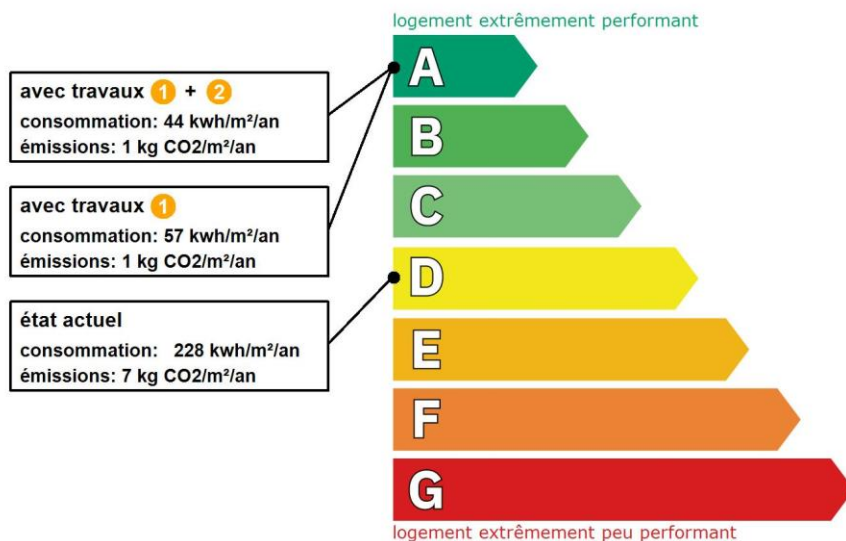 logement extrêmement performant
avec travaux 1 + 2
consommation: 44 kwh/m²/an
émissions: 1 kg CO2/m²/an
avec travaux 1
consommation: 57 kwh/m²/an
émissions: 1 kg CO2/m²/an
état actuel
consommation: 228 kwh/m²/an
émissions: 7 kg CO2/m²/an
A
B
C
D
E
F
G
logement extrêmement peu performant